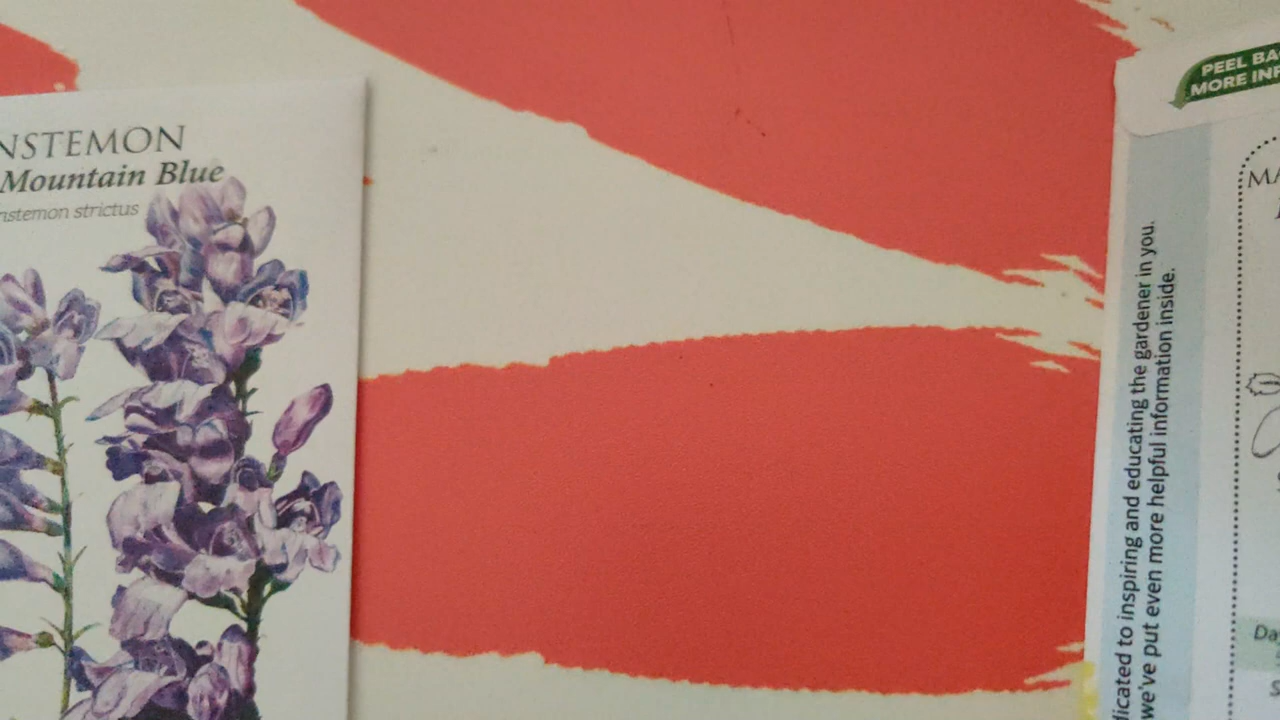 NSTEMON
Mountain Blue
nstemon strictus
PEEL BA
MORE INF
MA
dicated to inspiring and educating the gardener in you.
we've put even more helpful information inside.
Da
S